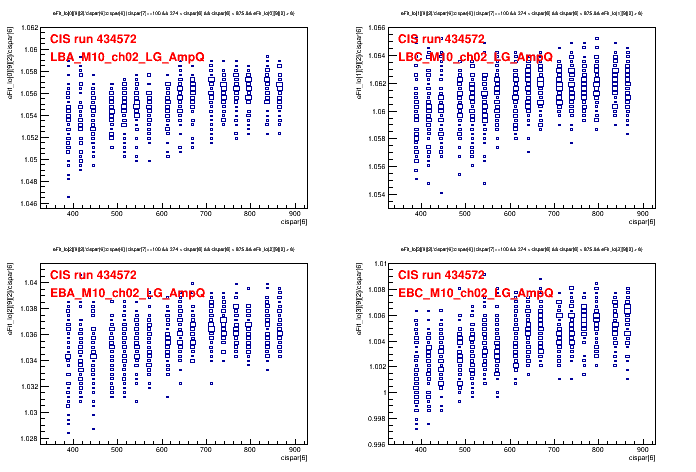 CIS run 434572
LBA_M10_ch02_LG_AmpQ
1.062
1.06
1.058
1.056
1.054
1.052
1.05
1.048
1.046
400 500 600 700 800 900
cispar[6]
CIS run 434572
LBC_M10_ch02_LG_AmpQ
1.066
1.064
1.062
1.06
1.058
1.056
1.054
400 500 600 700 800 900
cispar[6]
CIS run 434572
EBA_M10_ch02_LG_AmpQ
1.04
1.038
1.036
1.034
1.032
1.03
1.028
400 500 600 700 800 900
cispar[6]
CIS run 434572
EBC_M10_ch02_LG_AmpQ
1.01
1.008
1.006
1.004
1.002
1
0.998
0.996
400 500 600 700 800 900
cispar[6]